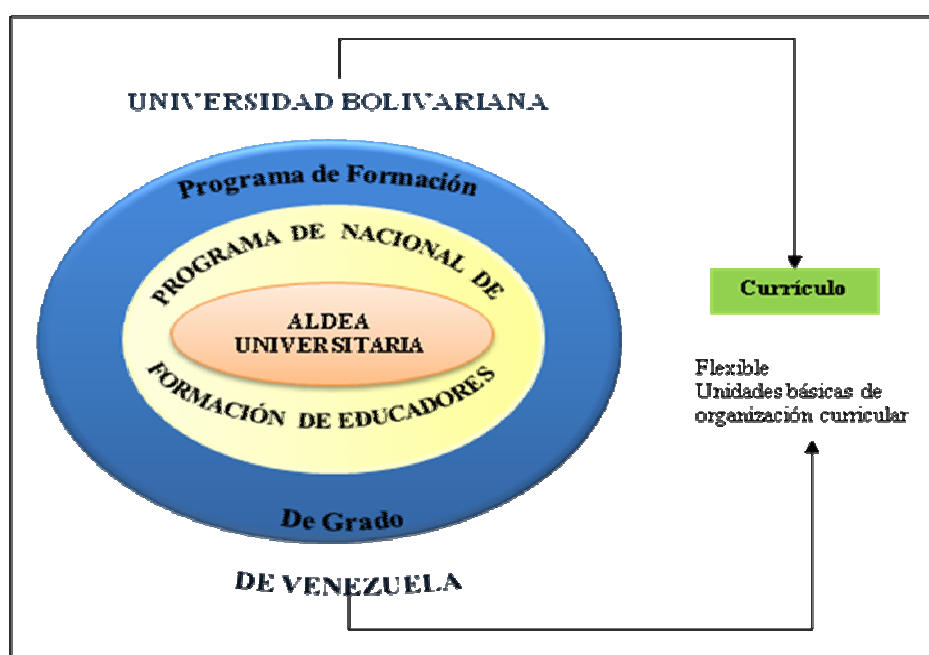 UNIVERSIDAD BOLIVARIANA
Programa de Formación
PROGRAMA DE NACIONAL DE
ALDEA
UNIVERSITARIA
FORMACIÓN DE EDUCADORES
De Grado
DE VENEZUELA
Currículo
Flexible
Unidades básicas de
organización curricular